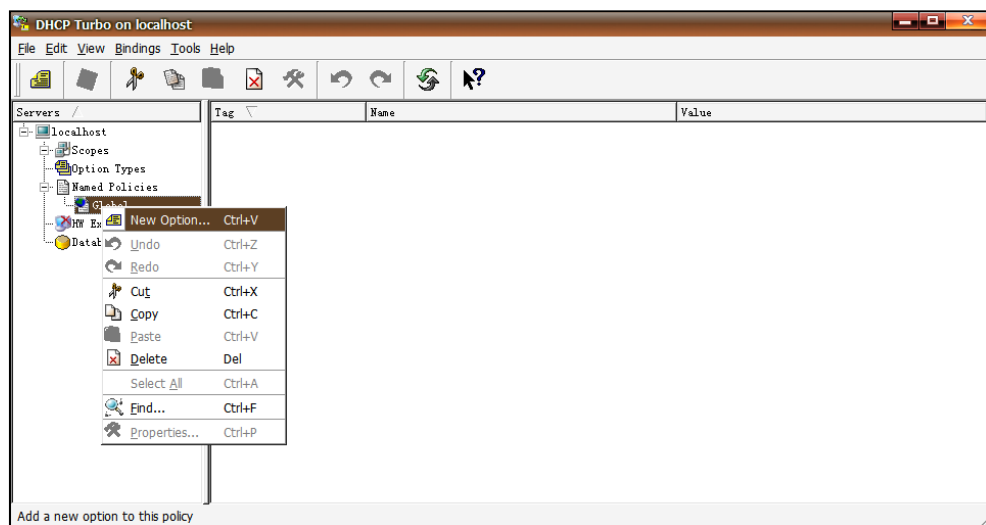 DHCP Turbo on localhost
File Edit View Bindings Tools Help
Servers
Tag Name Value
localhost
Scopes
Option Types
Named Policies
Global
HW Ex
Datab
New Option... Ctrl+V
Undo Ctrl+Z
Redo Ctrl+Y
Cut Ctrl+X
Copy Ctrl+C
Paste Ctrl+V
Delete Del
Select All Ctrl+A
Find... Ctrl+F
Properties... Ctrl+P
Add a new option to this policy